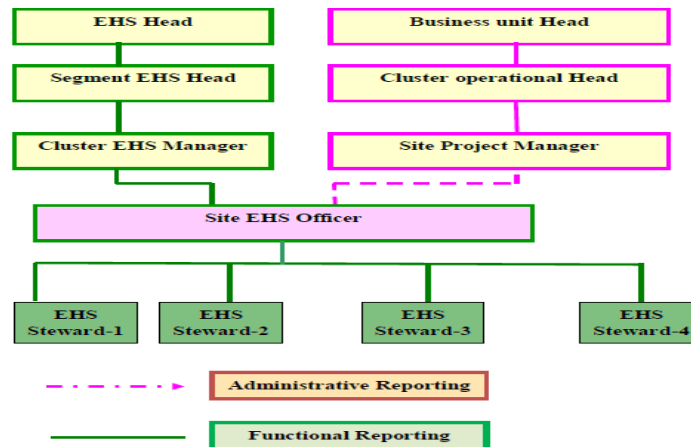 EHS Head
Business unit Head
Segment EHS Head
Cluster operational Head
Cluster EHS Manager
Site Project Manager
Site EHS Officer
EHS
Steward-1
EHS
Steward-2
EHS
Steward-3
EHS
Steward-4
Administrative Reporting
Functional Reporting